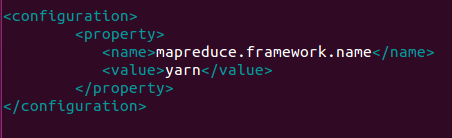 <configuration>
<property>
<name>mapreduce.framework.name</name>
<value>yarn</value>
</property>
</configuration>